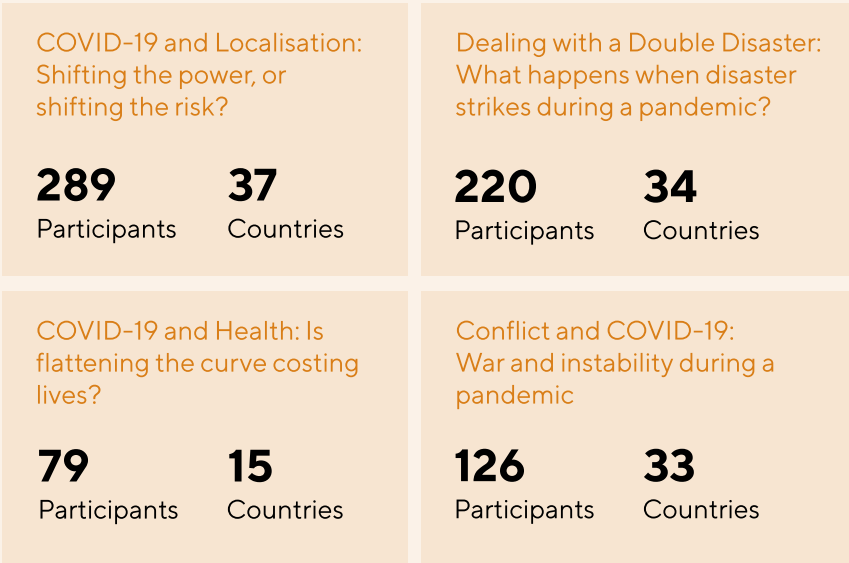 COVID-19 and Localisation:
Shifting the power, or
shifting the risk?
289
37
Participants
Countries
Dealing with a Double Disaster:
What happens when disaster
strikes during a pandemic?
220
34
Participants
Countries
COVID-19 and Health: Is
flattening the curve costing
lives?
79
15
Participants
Countries
Conflict and COVID-19:
War and instability during a
pandemic
126
33
Participants
Countries